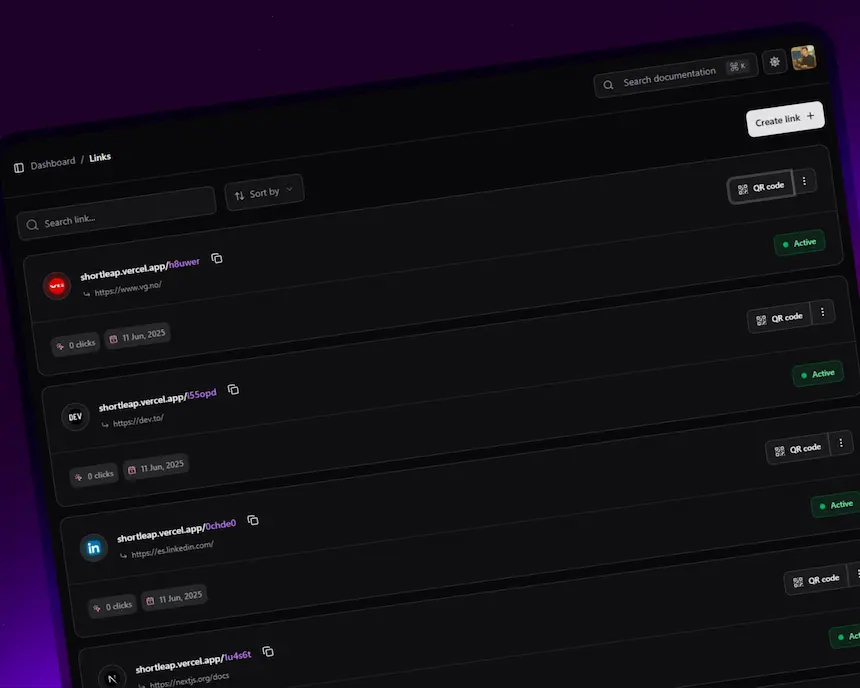 Search documentation ⌘ K
Create link +
Dashboard / Links
Search link...
Sort by
QR code
shortleap.vercel.app/h8uwer
https://www.vg.no/
Active
0 clicks
11 Jun, 2025
QR code
DEV
shortleap.vercel.app/i55opd
https://dev.to/
Active
0 clicks
11 Jun, 2025
QR code
in
shortleap.vercel.app/0chde0
https://es.linkedin.com/
Active
0 clicks
11 Jun, 2025
QR code
N
shortleap.vercel.app/1u4s6t
https://nextjs.org/docs
Act